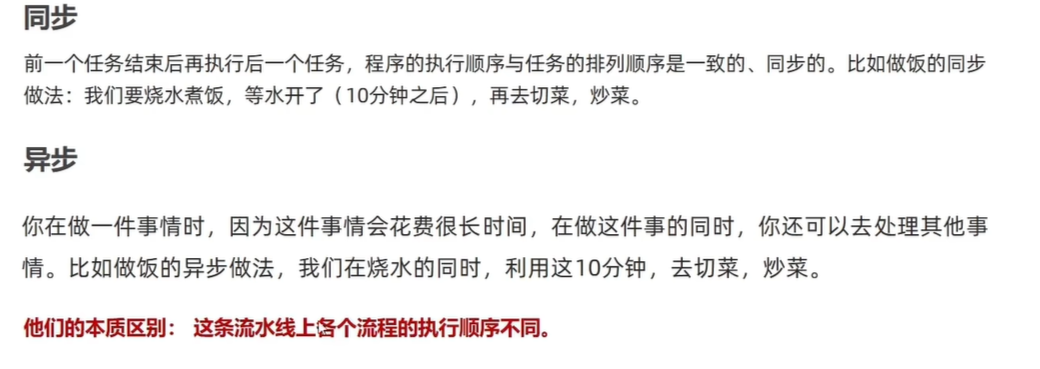 同步
前一个任务结束后再执行后一个任务，程序的执行顺序与任务的排列顺序是一致的、同步的。比如做饭的同步
做法：我们要烧水煮饭，等水开了（10分钟之后），再去切菜，炒菜。
异步
你在做一件事情时，因为这件事情会花费很长时间，在做这件事的同时，你还可以去处理其他事
情。比如做饭的异步做法，我们在烧水的同时，利用这10分钟，去切菜，炒菜。
他们的本质区别： 这条流水线上各个流程的执行顺序不同。